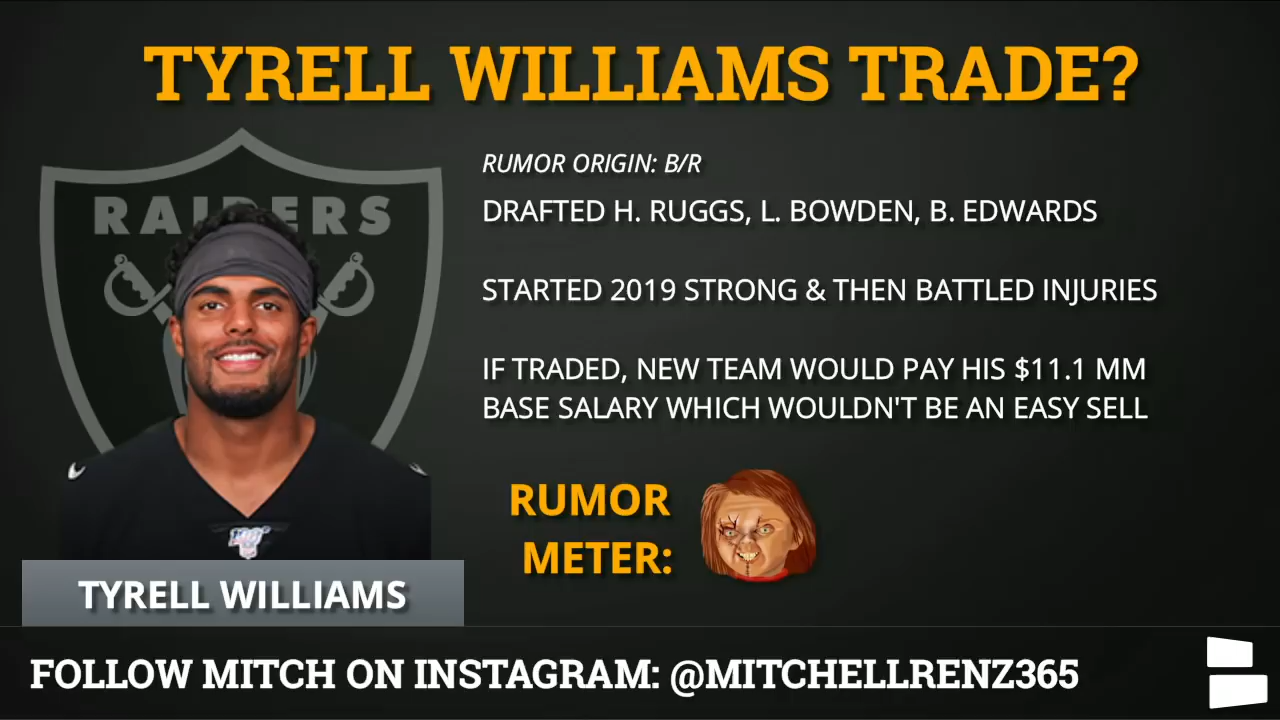 TYRELL WILLIAMS TRADE?
RAIDERS
RUMOR ORIGIN: B/R
DRAFTED H. RUGGS, L. BOWDEN, B. EDWARDS
STARTED 2019 STRONG & THEN BATTLED INJURIES
IF TRADED, NEW TEAM WOULD PAY HIS $11.1 MM
BASE SALARY WHICH WOULDN'T BE AN EASY SELL
RUMOR
METER:
TYRELL WILLIAMS
FOLLOW MITCH ON INSTAGRAM: @MITCHELLRENZ365